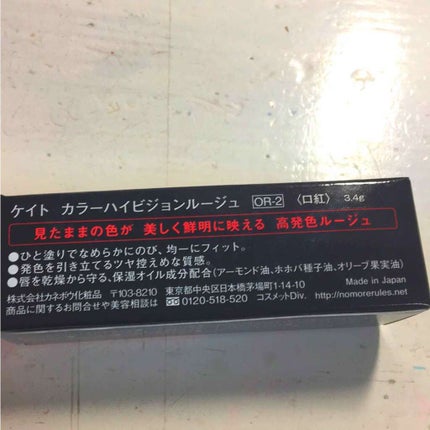 ケイト カラーハイビジョンルージュ OR-2 〈口紅〉 3.4g
見たままの色が 美しく鮮明に映える 高発色ルージュ
●ひと塗りでなめらかにのび、均一にフィット。
●発色を引き立てるツヤ控えめな質感。
●唇を乾燥から守る、保湿オイル成分配合(アーモンド油、ホホバ種子油、オリーブ果実油)
株式会社カネボウ化粧品 〒103-8210 東京都中央区日本橋茅場町1-14-10 Made in Japan
商品に関するお問合せや美容相談は 0120-518-520 コスメットDiv. http://nomorerules.net/